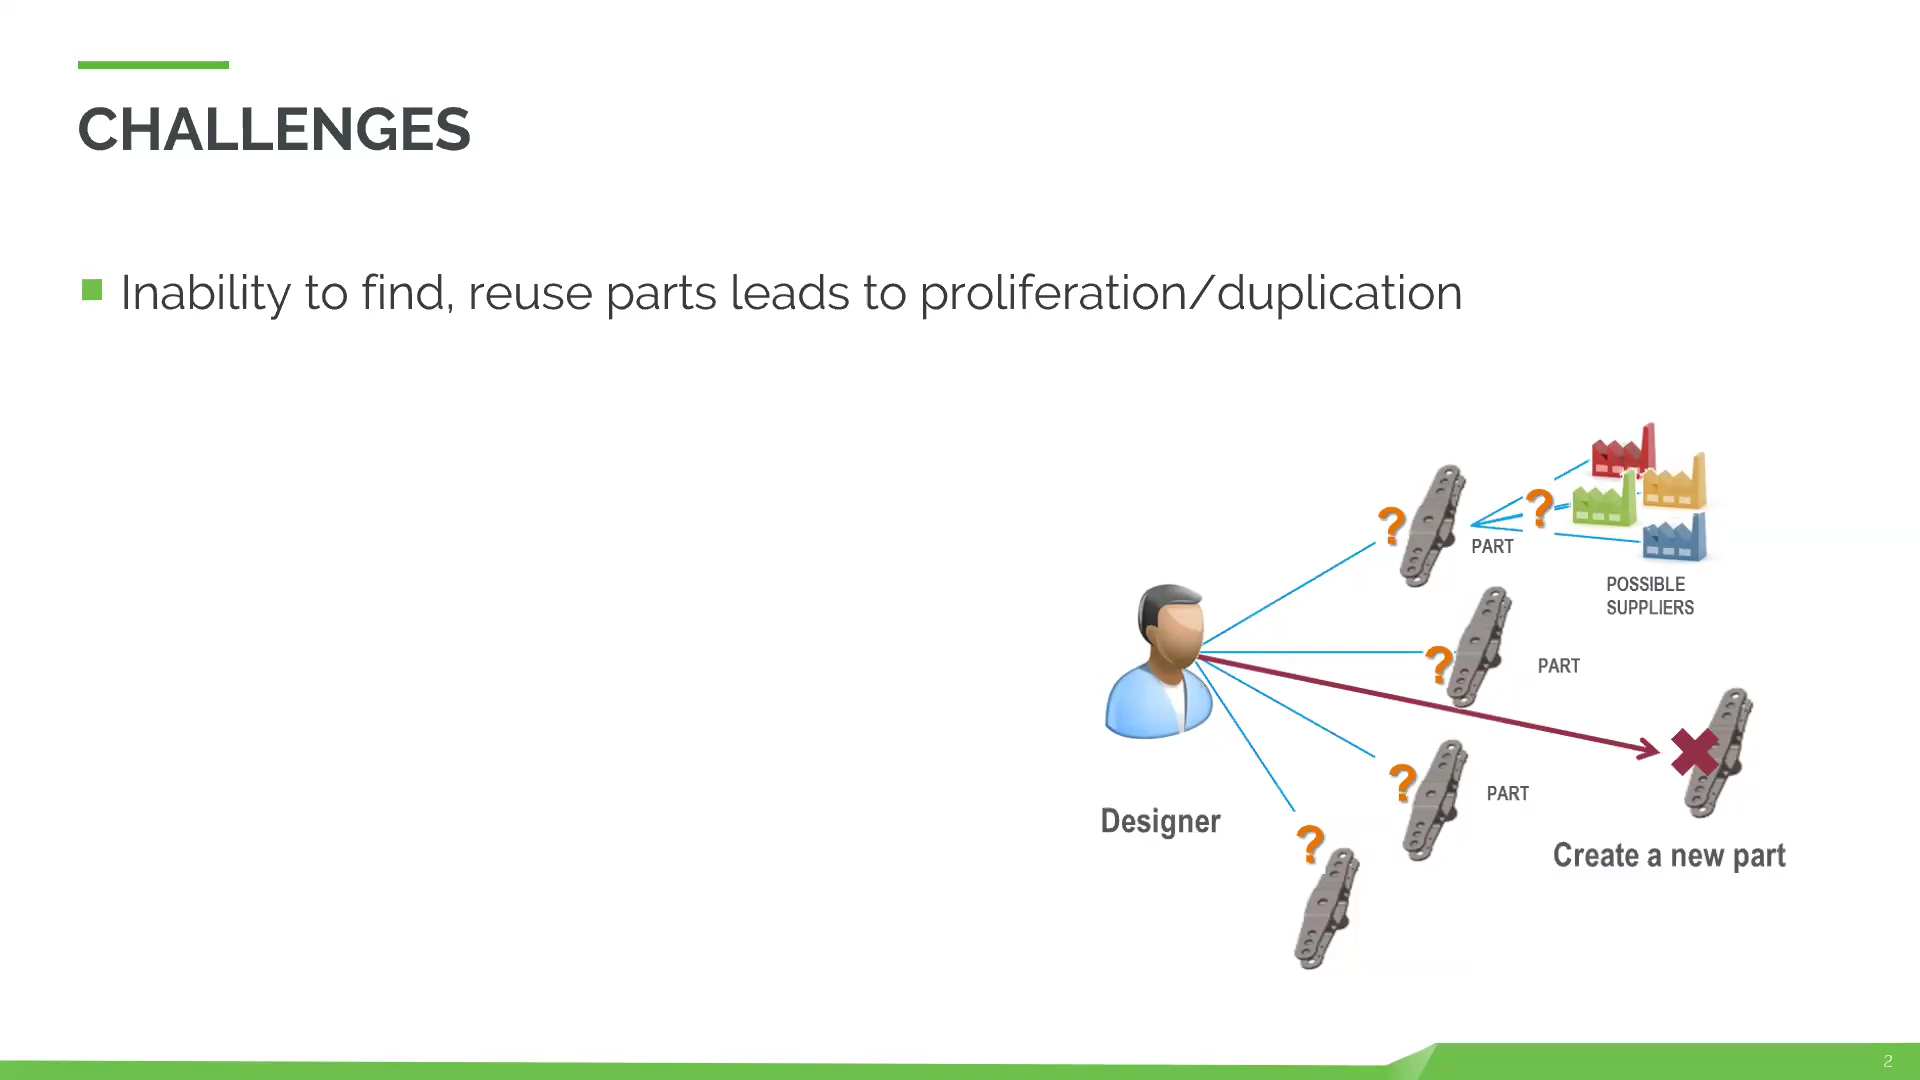 CHALLENGES
Inability to find, reuse parts leads to proliferation/duplication
?
?
PART
POSSIBLE
SUPPLIERS
?
PART
?
PART
Designer
?
Create a new part
2